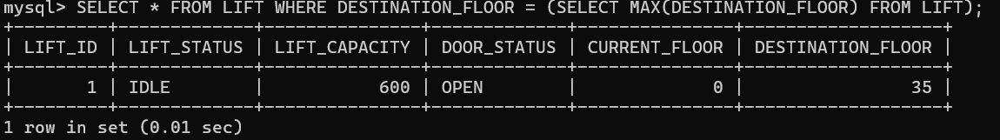 mysql> SELECT * FROM LIFT WHERE DESTINATION_FLOOR = (SELECT MAX(DESTINATION_FLOOR) FROM LIFT);
+---------+-------------+---------------+-------------+---------------+-------------------+
| LIFT_ID | LIFT_STATUS | LIFT_CAPACITY | DOOR_STATUS | CURRENT_FLOOR | DESTINATION_FLOOR |
+---------+-------------+---------------+-------------+---------------+-------------------+
|       1 | IDLE        |           600 | OPEN        |             0 |                35 |
+---------+-------------+---------------+-------------+---------------+-------------------+
1 row in set (0.01 sec)